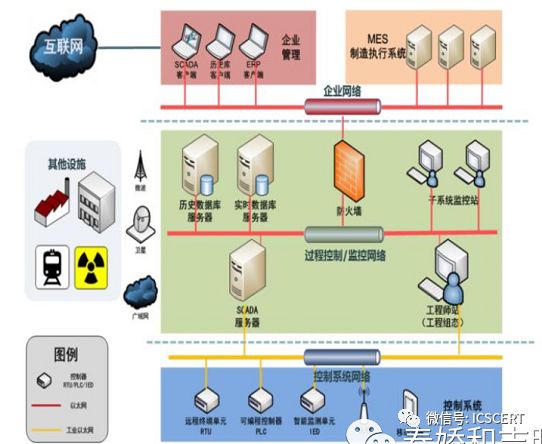 互联网
SCADA
客户端
历史库
客户端
ERP
客户端
企业
管理
MES
制造执行系统
企业网络
其他设施
微波
卫星
广域网
历史数据库
服务器
实时数据库
服务器
防火墙
子系统监控站
过程控制/监控网络
SCADA
服务器
工程师站
(工程组态)
图例
控制器
RTU/PLC/IED
以太网
工业以太网
控制系统网络
远程终端单元
RTU
可编程控制器
PLC
智能监测单元
IED
控制系统
微信号: ICSCERT